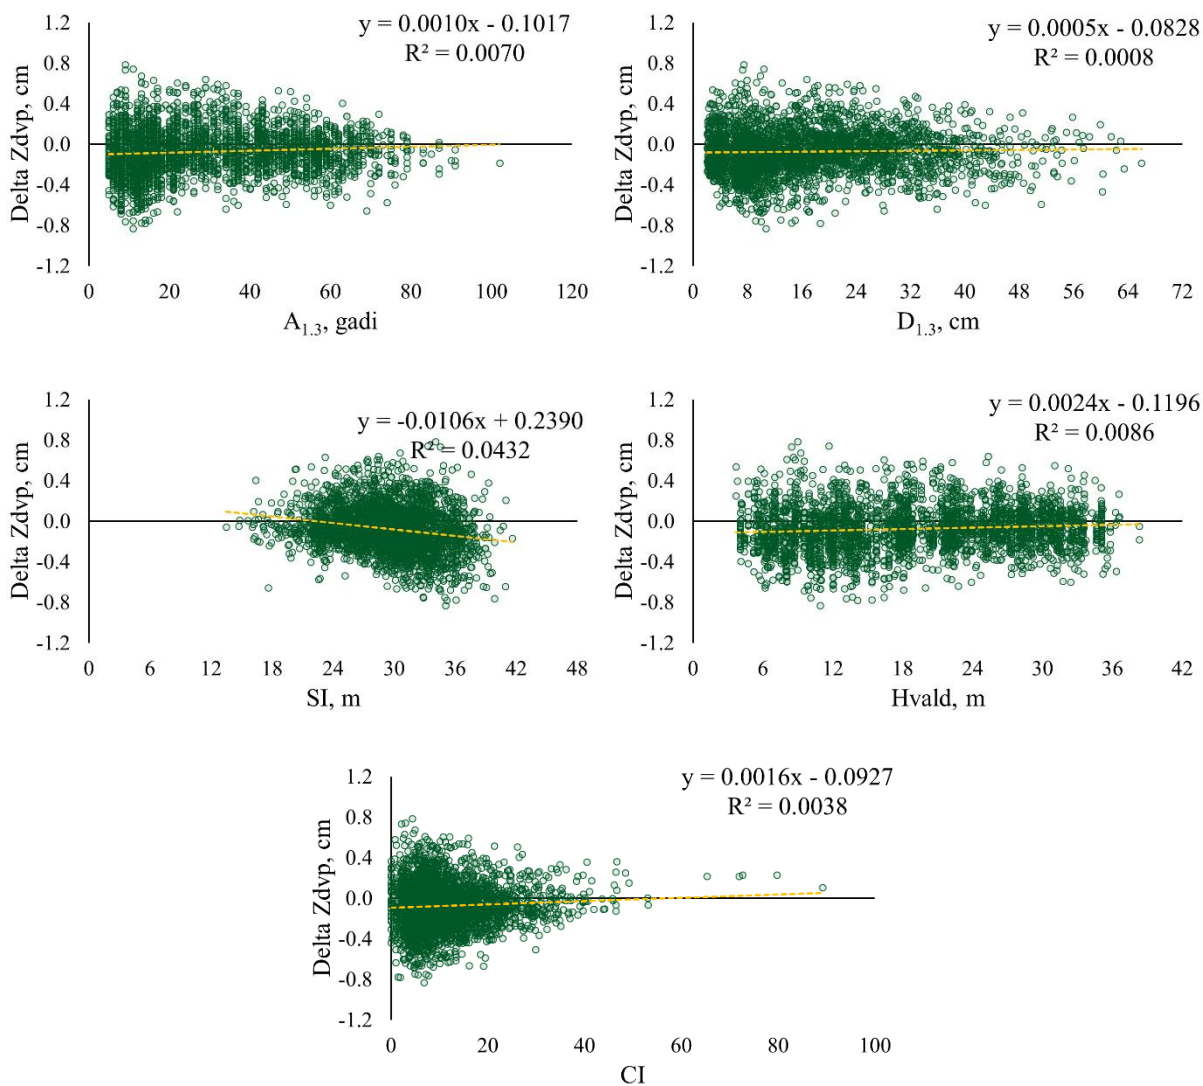 y = 0.0010x - 0.1017
R² = 0.0070
1.2
0.8
0.4
0.0
-0.4
-0.8
-1.2
Delta Zdvp, cm
0 20 40 60 80 100 120
A1.3, gadi
y = 0.0005x - 0.0828
R² = 0.0008
1.2
0.8
0.4
0.0
-0.4
-0.8
-1.2
Delta Zdvp, cm
0 8 16 24 32 40 48 56 64 72
D1.3, cm
y = -0.0106x + 0.2390
R² = 0.0432
1.2
0.8
0.4
0.0
-0.4
-0.8
-1.2
Delta Zdvp, cm
0 6 12 18 24 30 36 42 48
SI, m
y = 0.0024x - 0.1196
R² = 0.0086
1.2
0.8
0.4
0.0
-0.4
-0.8
-1.2
Delta Zdvp, cm
0 6 12 18 24 30 36 42
Hvald, m
y = 0.0016x - 0.0927
R² = 0.0038
1.2
0.8
0.4
0.0
-0.4
-0.8
-1.2
Delta Zdvp, cm
0 20 40 60 80 100
CI